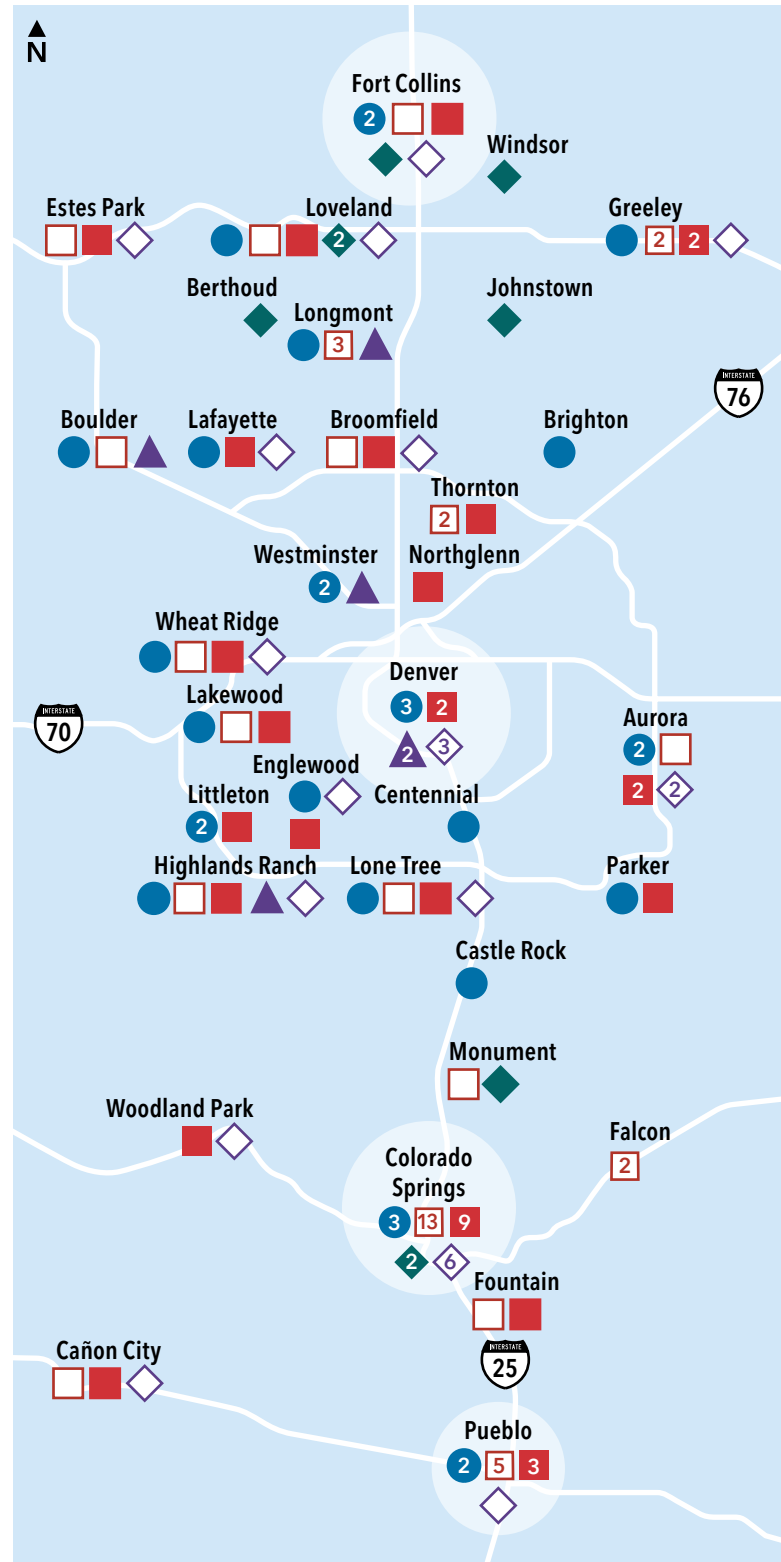 N
Fort Collins
2
Windsor
Estes Park
Loveland
2
Greeley
2 2
Berthoud
Johnstown
Longmont
3
INTERSTATE
76
Boulder
Lafayette
Broomfield
Brighton
Thornton
2
Westminster
2
Northglenn
Wheat Ridge
Denver
3 2
2 3
Lakewood
INTERSTATE
70
Aurora
2
2 2
Englewood
Littleton
2
Centennial
Highlands Ranch
Lone Tree
Parker
Castle Rock
Monument
Woodland Park
Falcon
2
Colorado
Springs
3 13 9
2 6
Fountain
INTERSTATE
25
Cañon City
Pueblo
2 5 3